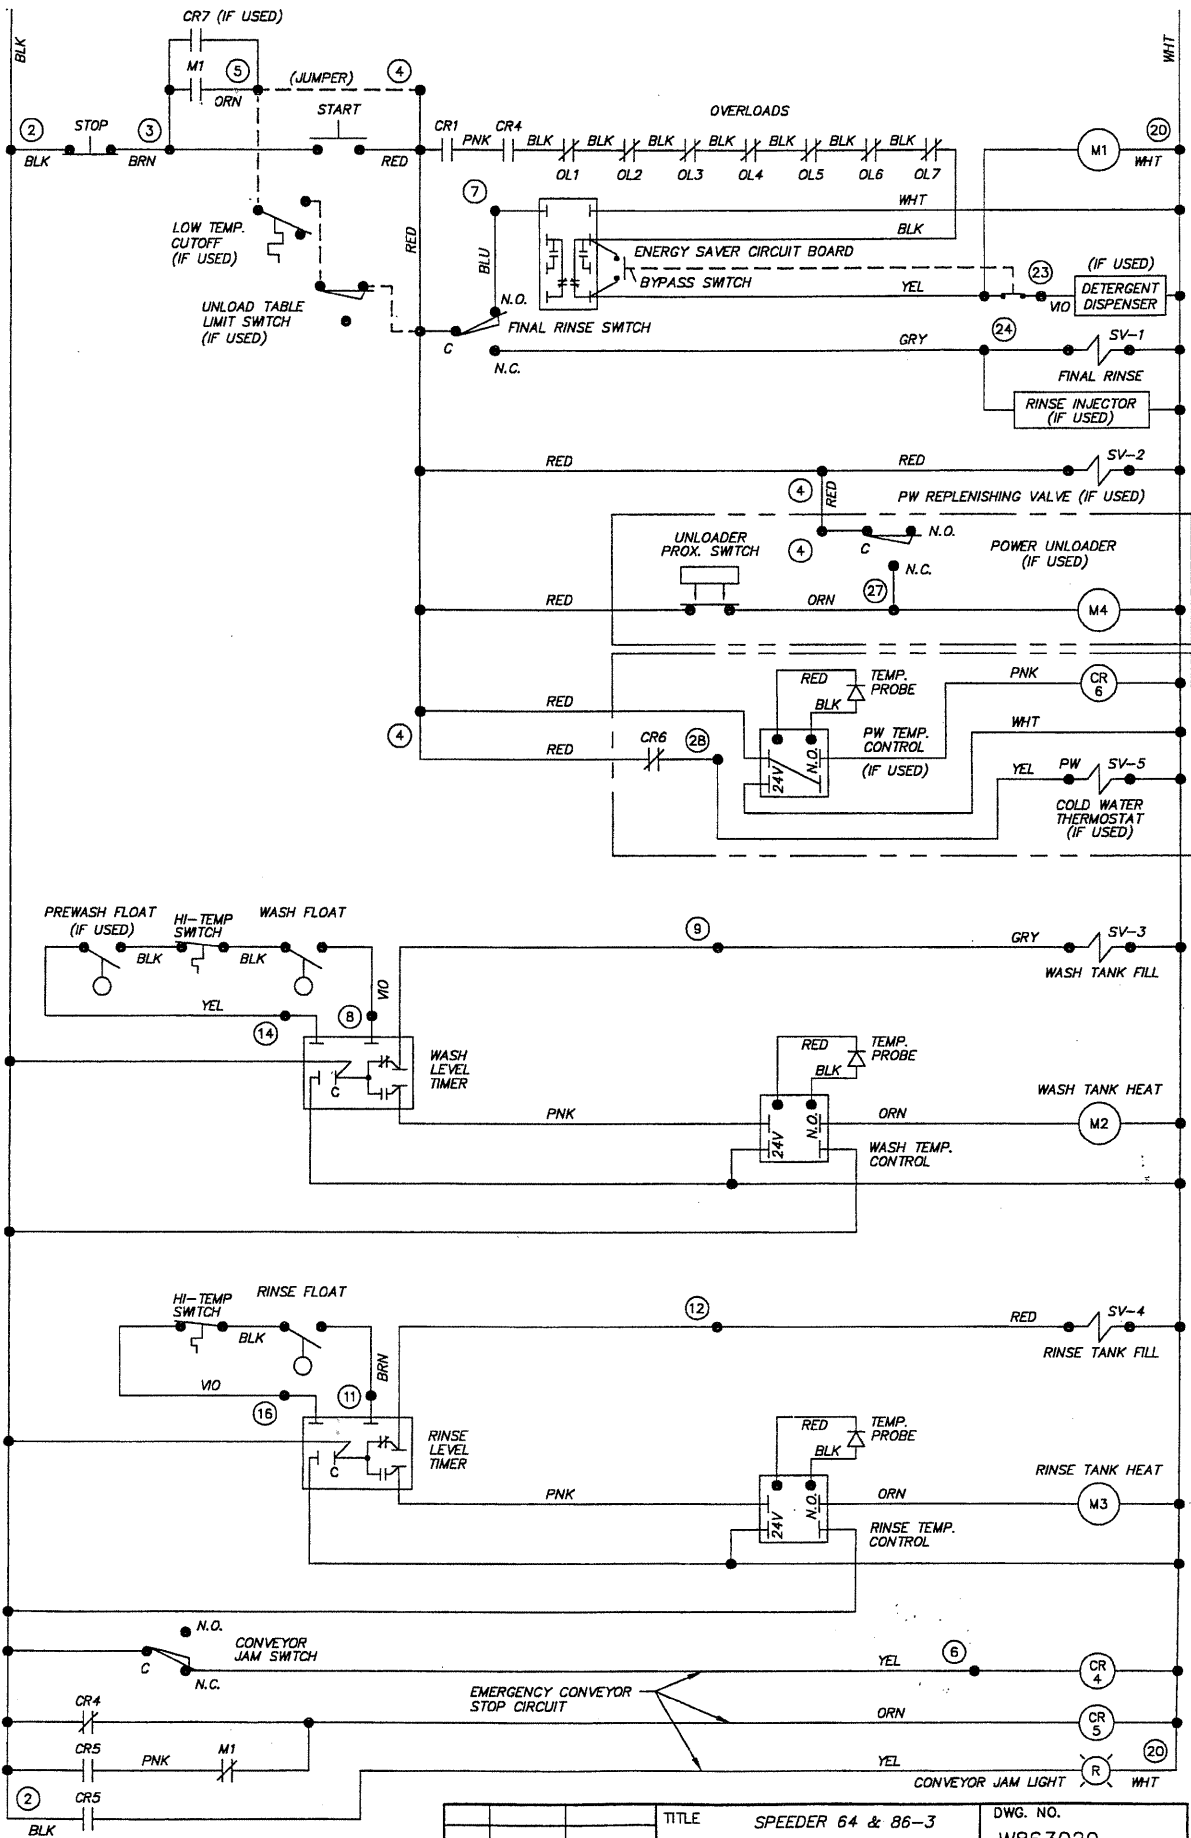 BLK
WHT
CR7 (IF USED)
M1
5
(JUMPER)
4
ORN
START
OVERLOADS
2
STOP
3
CR1
PNK
CR4
BLK
BLK
BLK
BLK
BLK
BLK
BLK
BLK
M1
20
BLK
BRN
RED
OL1
OL2
OL3
OL4
OL5
OL6
OL7
WHT
7
WHT
LOW TEMP.
CUTOFF
(IF USED)
RED
BLU
BLK
ENERGY SAVER CIRCUIT BOARD
BYPASS SWITCH
23
(IF USED)
DETERGENT
DISPENSER
YEL
VIO
UNLOAD TABLE
LIMIT SWITCH
(IF USED)
N.O.
FINAL RINSE SWITCH
C
N.C.
GRY
24
SV-1
FINAL RINSE
RINSE INJECTOR
(IF USED)
RED
RED
SV-2
4
RED
PW REPLENISHING VALVE (IF USED)
UNLOADER
PROX. SWITCH
4
C
N.O.
POWER UNLOADER
(IF USED)
N.C.
RED
ORN
27
M4
RED
TEMP.
PROBE
BLK
PNK
CR
6
RED
4
WHT
PW TEMP.
CONTROL
(IF USED)
24V
N.O.
RED
CR6
28
YEL
PW
SV-5
COLD WATER
THERMOSTAT
(IF USED)
PREWASH FLOAT
(IF USED)
HI-TEMP
SWITCH
WASH FLOAT
BLK
BLK
VIO
9
GRY
SV-3
WASH TANK FILL
YEL
14
8
C
WASH
LEVEL
TIMER
RED
TEMP.
PROBE
BLK
WASH TANK HEAT
PNK
24V
N.O.
ORN
M2
WASH TEMP.
CONTROL
HI-TEMP
SWITCH
RINSE FLOAT
BLK
BRN
12
RED
SV-4
RINSE TANK FILL
VIO
16
11
C
RINSE
LEVEL
TIMER
RED
TEMP.
PROBE
BLK
RINSE TANK HEAT
PNK
24V
N.O.
ORN
M3
RINSE TEMP.
CONTROL
N.O.
CONVEYOR
JAM SWITCH
C
N.C.
YEL
6
CR
4
CR4
EMERGENCY CONVEYOR
STOP CIRCUIT
ORN
CR
5
CR5
PNK
M1
YEL
R
20
CONVEYOR JAM LIGHT
WHT
2
CR5
BLK
TITLE
SPEEDER 64 & 86-3
DWG. NO.